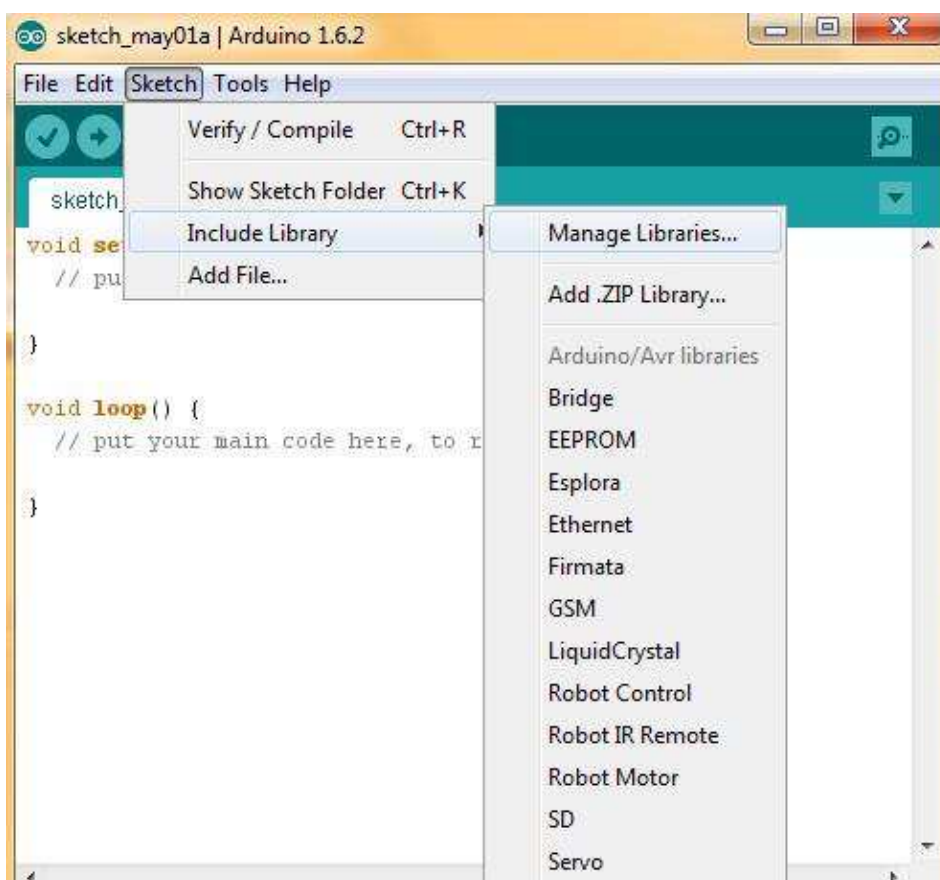 sketch_may01a | Arduino 1.6.2
File Edit Sketch Tools Help
Verify / Compile Ctrl+R
Show Sketch Folder Ctrl+K
Include Library
Add File...
Manage Libraries...
Add .ZIP Library...
Arduino/Avr libraries
Bridge
EEPROM
Esplora
Ethernet
Firmata
GSM
LiquidCrystal
Robot Control
Robot IR Remote
Robot Motor
SD
Servo
sketch_
void se
// pu
}
void loop() {
// put your main code here, to r
}